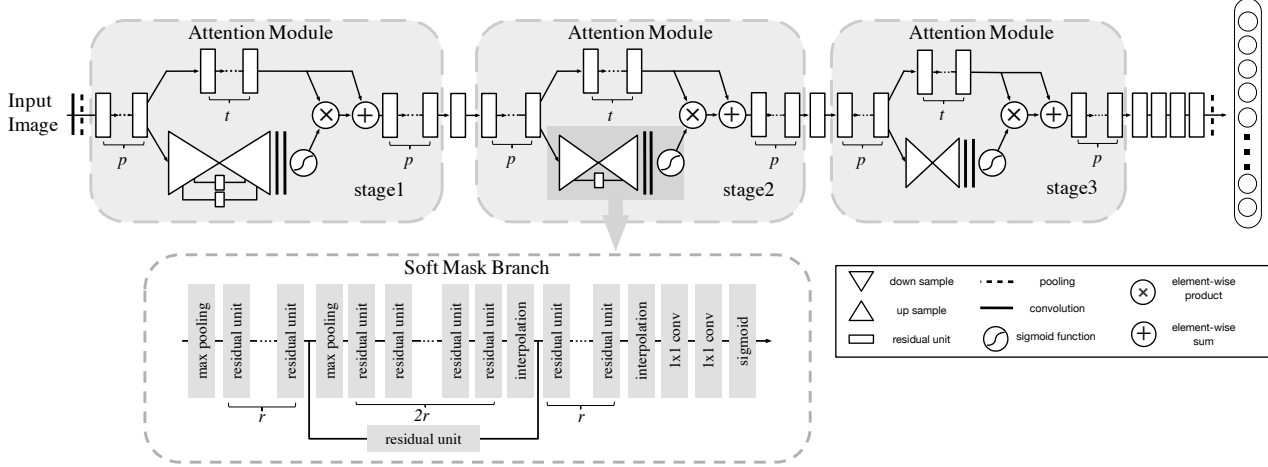 Attention Module
Attention Module
Attention Module
Input
Image
p
t
p
stage1
p
t
p
stage2
p
t
p
stage3
Soft Mask Branch
max pooling
residual unit
residual unit
max pooling
residual unit
residual unit
residual unit
residual unit
interpolation
residual unit
residual unit
interpolation
1x1 conv
1x1 conv
sigmoid
r
2r
r
residual unit
down sample
up sample
residual unit
pooling
convolution
sigmoid function
element-wise
product
element-wise
sum